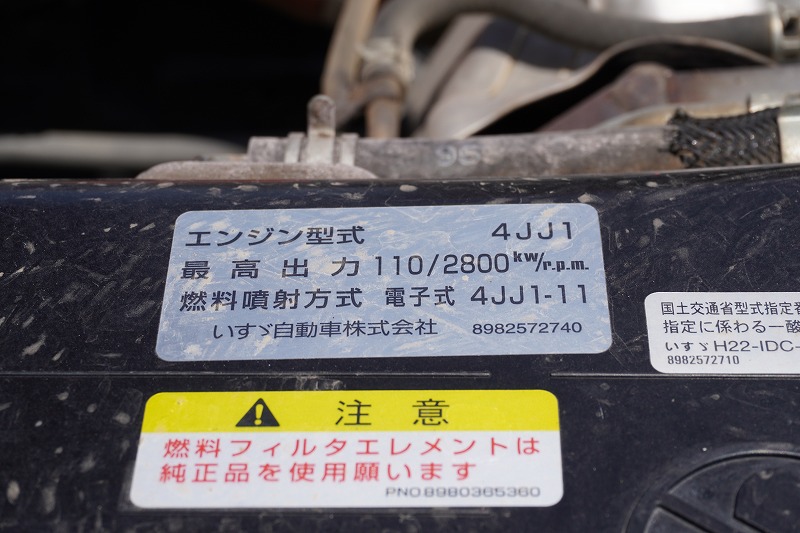 96
エンジン型式 4JJ1
最高出力 110/2800 kw/r.p.m.
燃料噴射方式 電子式 4JJ1-11
いすゞ自動車株式会社 8982572740
国土交通省型式指定
指定に係わる一酸
いすゞH22-IDC-
8982572710
注意
燃料フィルタエレメントは
純正品を使用願います
PNO.8980365360